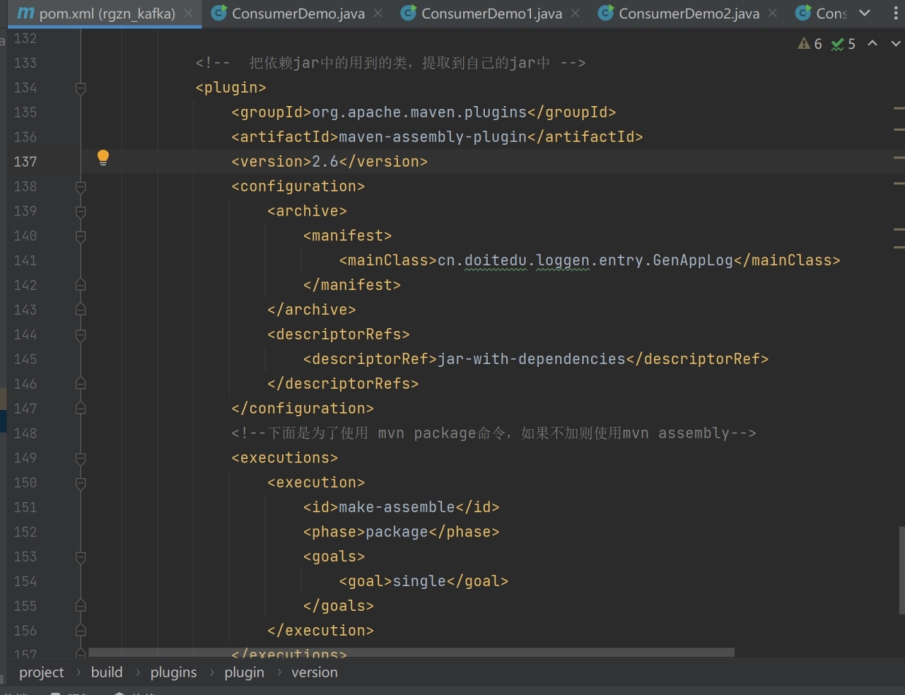 pom.xml (rgzn_kafka)
ConsumerDemo.java
ConsumerDemo1.java
ConsumerDemo2.java
Cons
6
5
132
133 <!--  把依赖jar中的用到的类，提取到自己的jar中 -->
134 <plugin>
135 <groupId>org.apache.maven.plugins</groupId>
136 <artifactId>maven-assembly-plugin</artifactId>
137 <version>2.6</version>
138 <configuration>
139 <archive>
140 <manifest>
141 <mainClass>cn.doitedu.loggen.entry.GenAppLog</mainClass>
142 </manifest>
143 </archive>
144 <descriptorRefs>
145 <descriptorRef>jar-with-dependencies</descriptorRef>
146 </descriptorRefs>
147 </configuration>
148 <!--下面是为了使用 mvn package命令，如果不加则使用mvn assembly-->
149 <executions>
150 <execution>
151 <id>make-assemble</id>
152 <phase>package</phase>
153 <goals>
154 <goal>single</goal>
155 </goals>
156 </execution>
157 </executions>
project > build > plugins > plugin > version